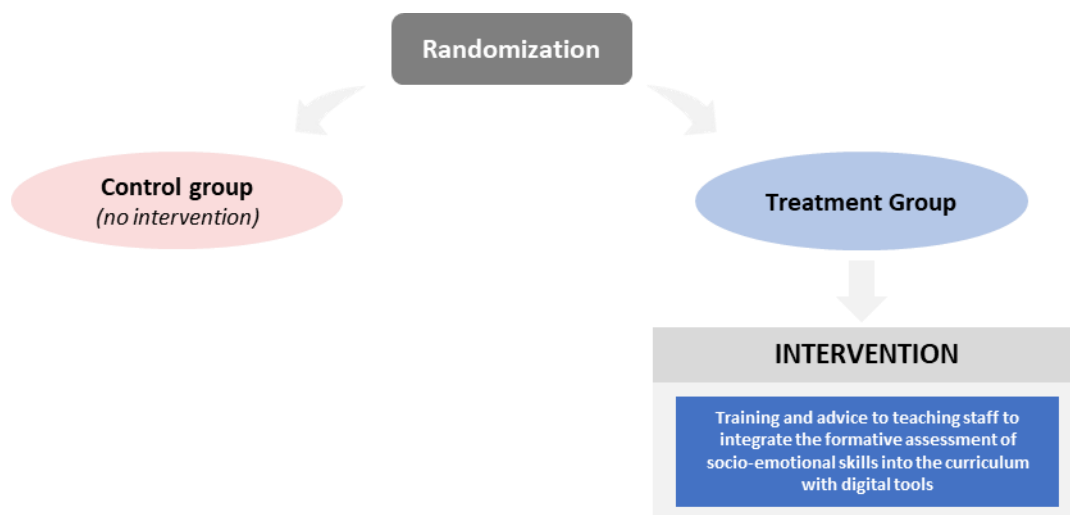 Randomization
Control group
(no intervention)
Treatment Group
INTERVENTION
Training and advice to teaching staff to
integrate the formative assessment of
socio-emotional skills into the curriculum
with digital tools